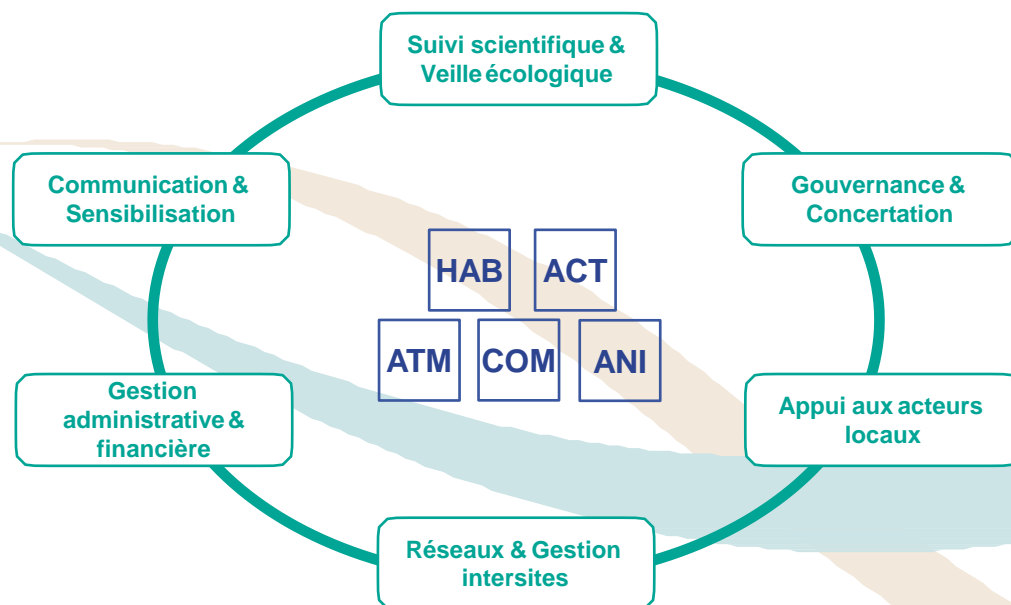 Suivi scientifique &
Veille écologique
Communication &
Sensibilisation
Gouvernance &
Concertation
HAB
ACT
ATM
COM
ANI
Gestion
administrative &
financière
Appui aux acteurs
locaux
Réseaux & Gestion
intersites